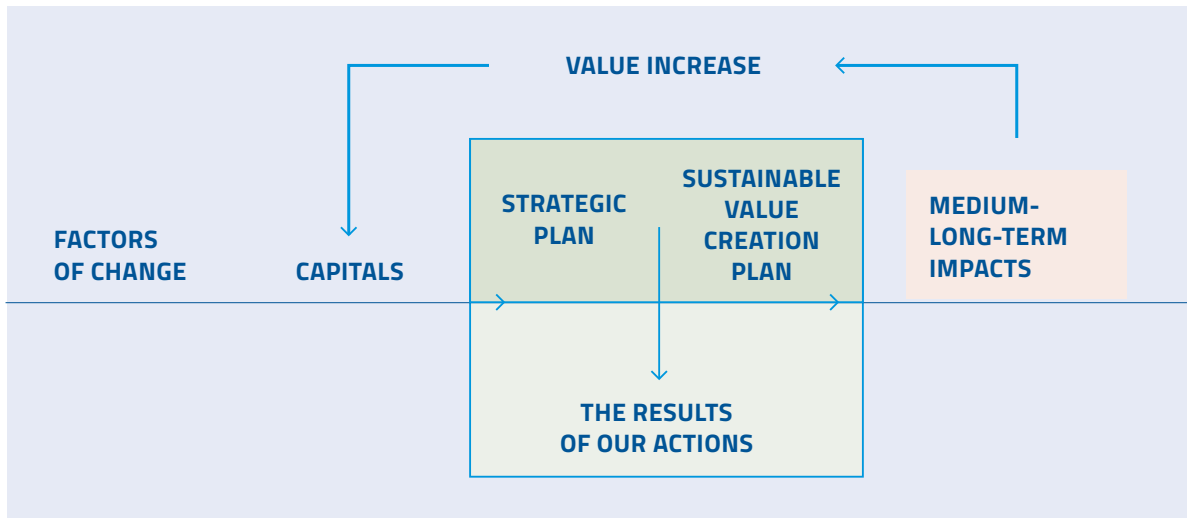 VALUE INCREASE
FACTORS
OF CHANGE
CAPITALS
STRATEGIC
PLAN
SUSTAINABLE
VALUE
CREATION
PLAN
MEDIUM-
LONG-TERM
IMPACTS
THE RESULTS
OF OUR ACTIONS